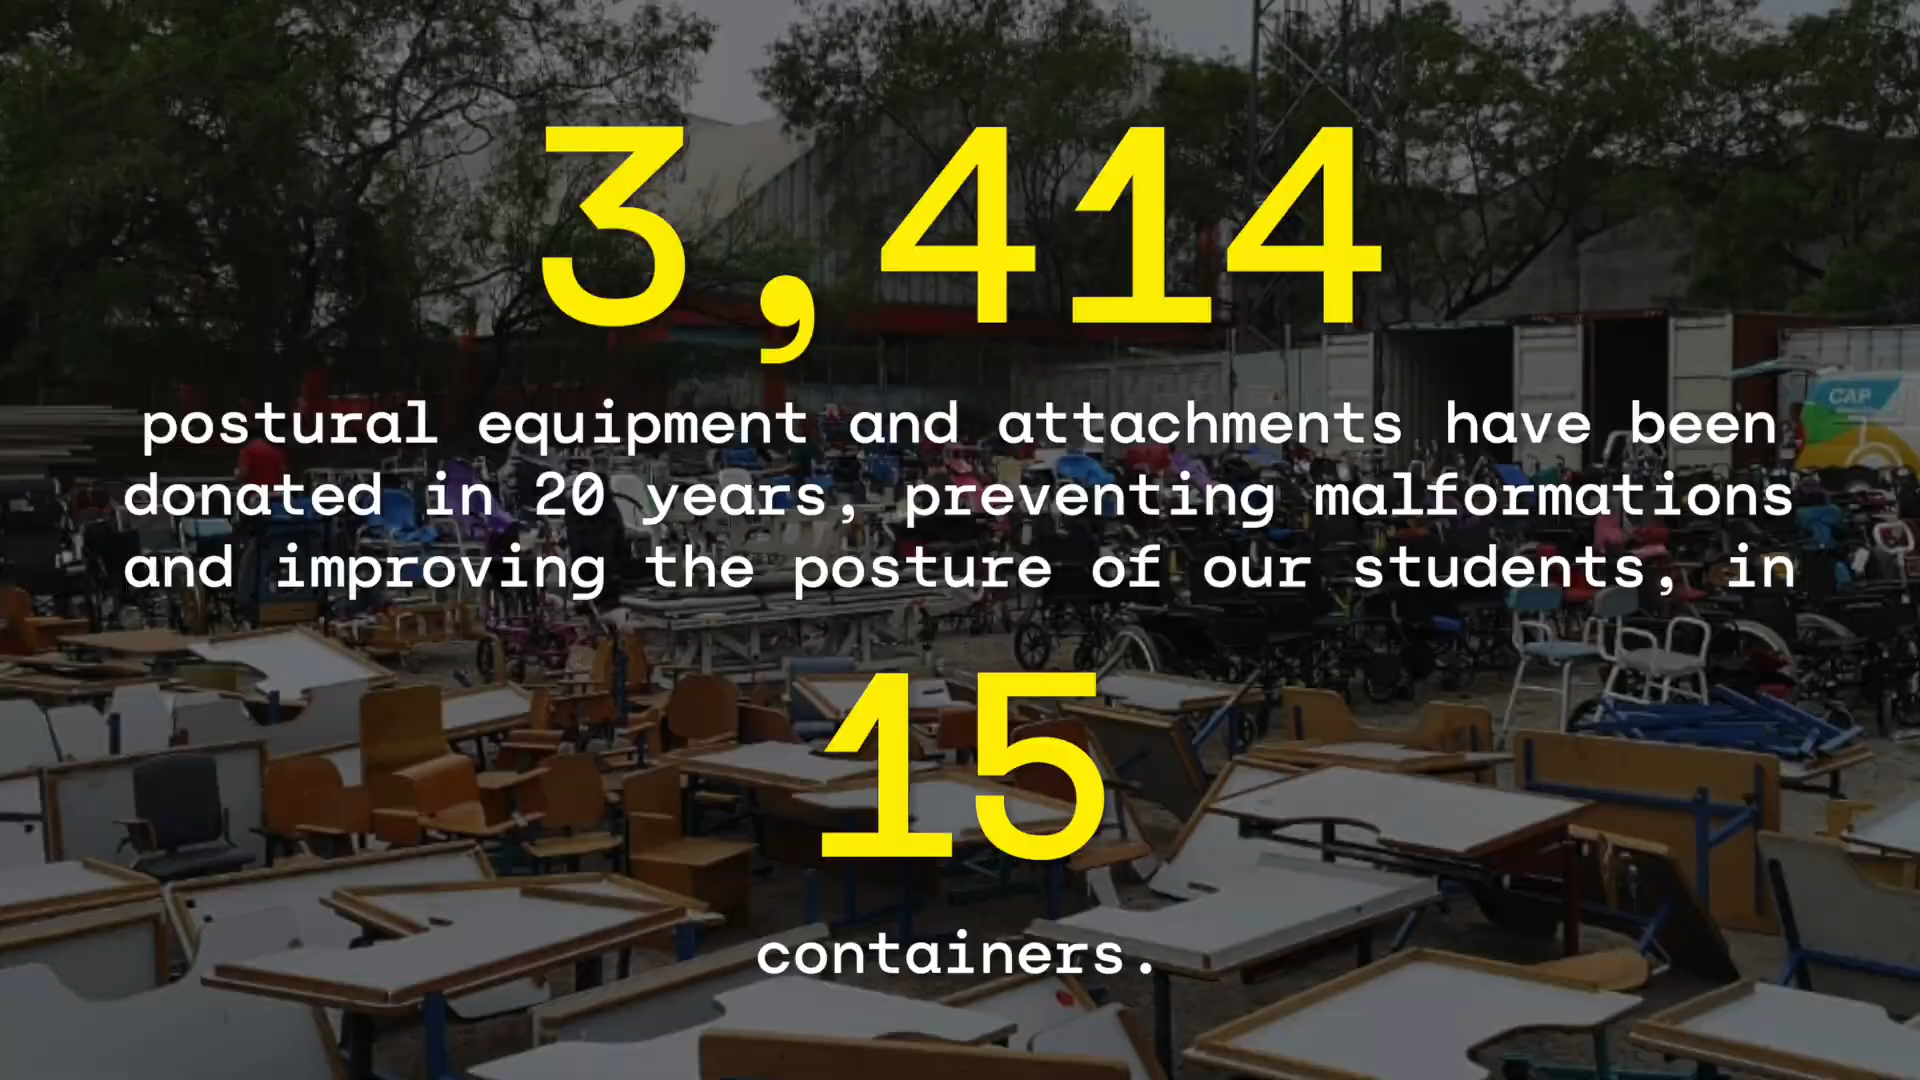 3,414
postural equipment and attachments have been
donated in 20 years, preventing malformations
and improving the posture of our students, in
CAP
15
containers.